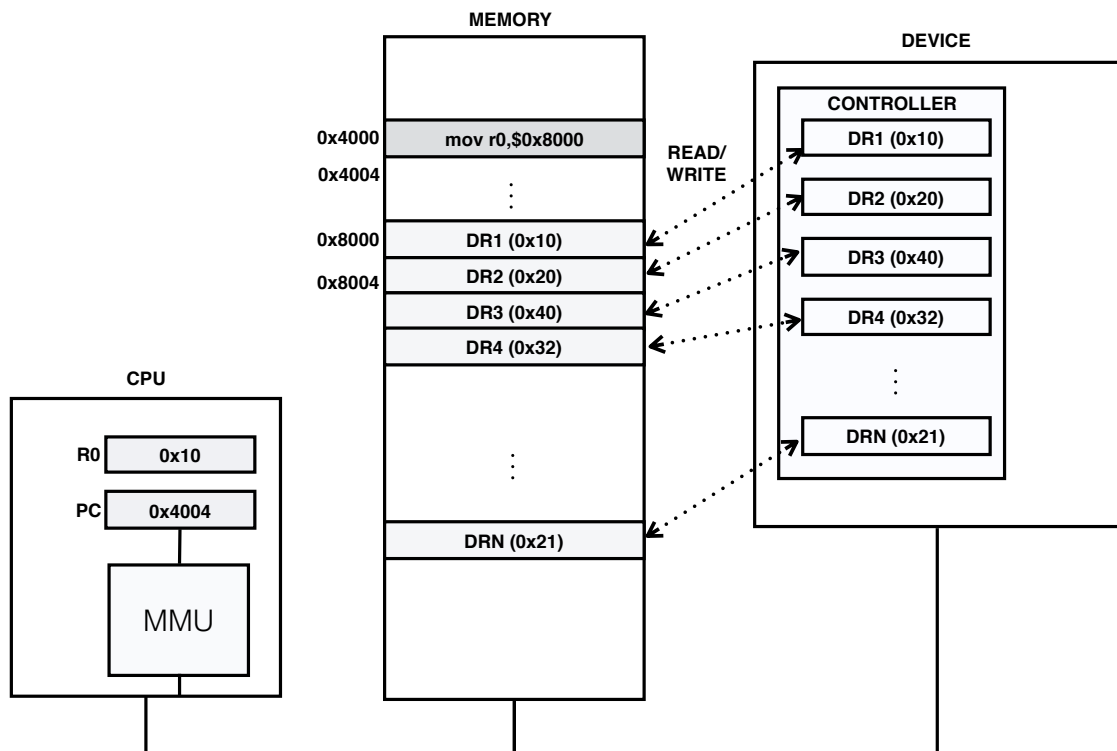 MEMORY
DEVICE
CONTROLLER
0x4000
mov r0,$0x8000
0x4004
READ/
WRITE
0x8000
DR1 (0x10)
0x8004
DR2 (0x20)
DR3 (0x40)
DR4 (0x32)
DRN (0x21)
DR1 (0x10)
DR2 (0x20)
DR3 (0x40)
DR4 (0x32)
DRN (0x21)
CPU
R0
0x10
PC
0x4004
MMU